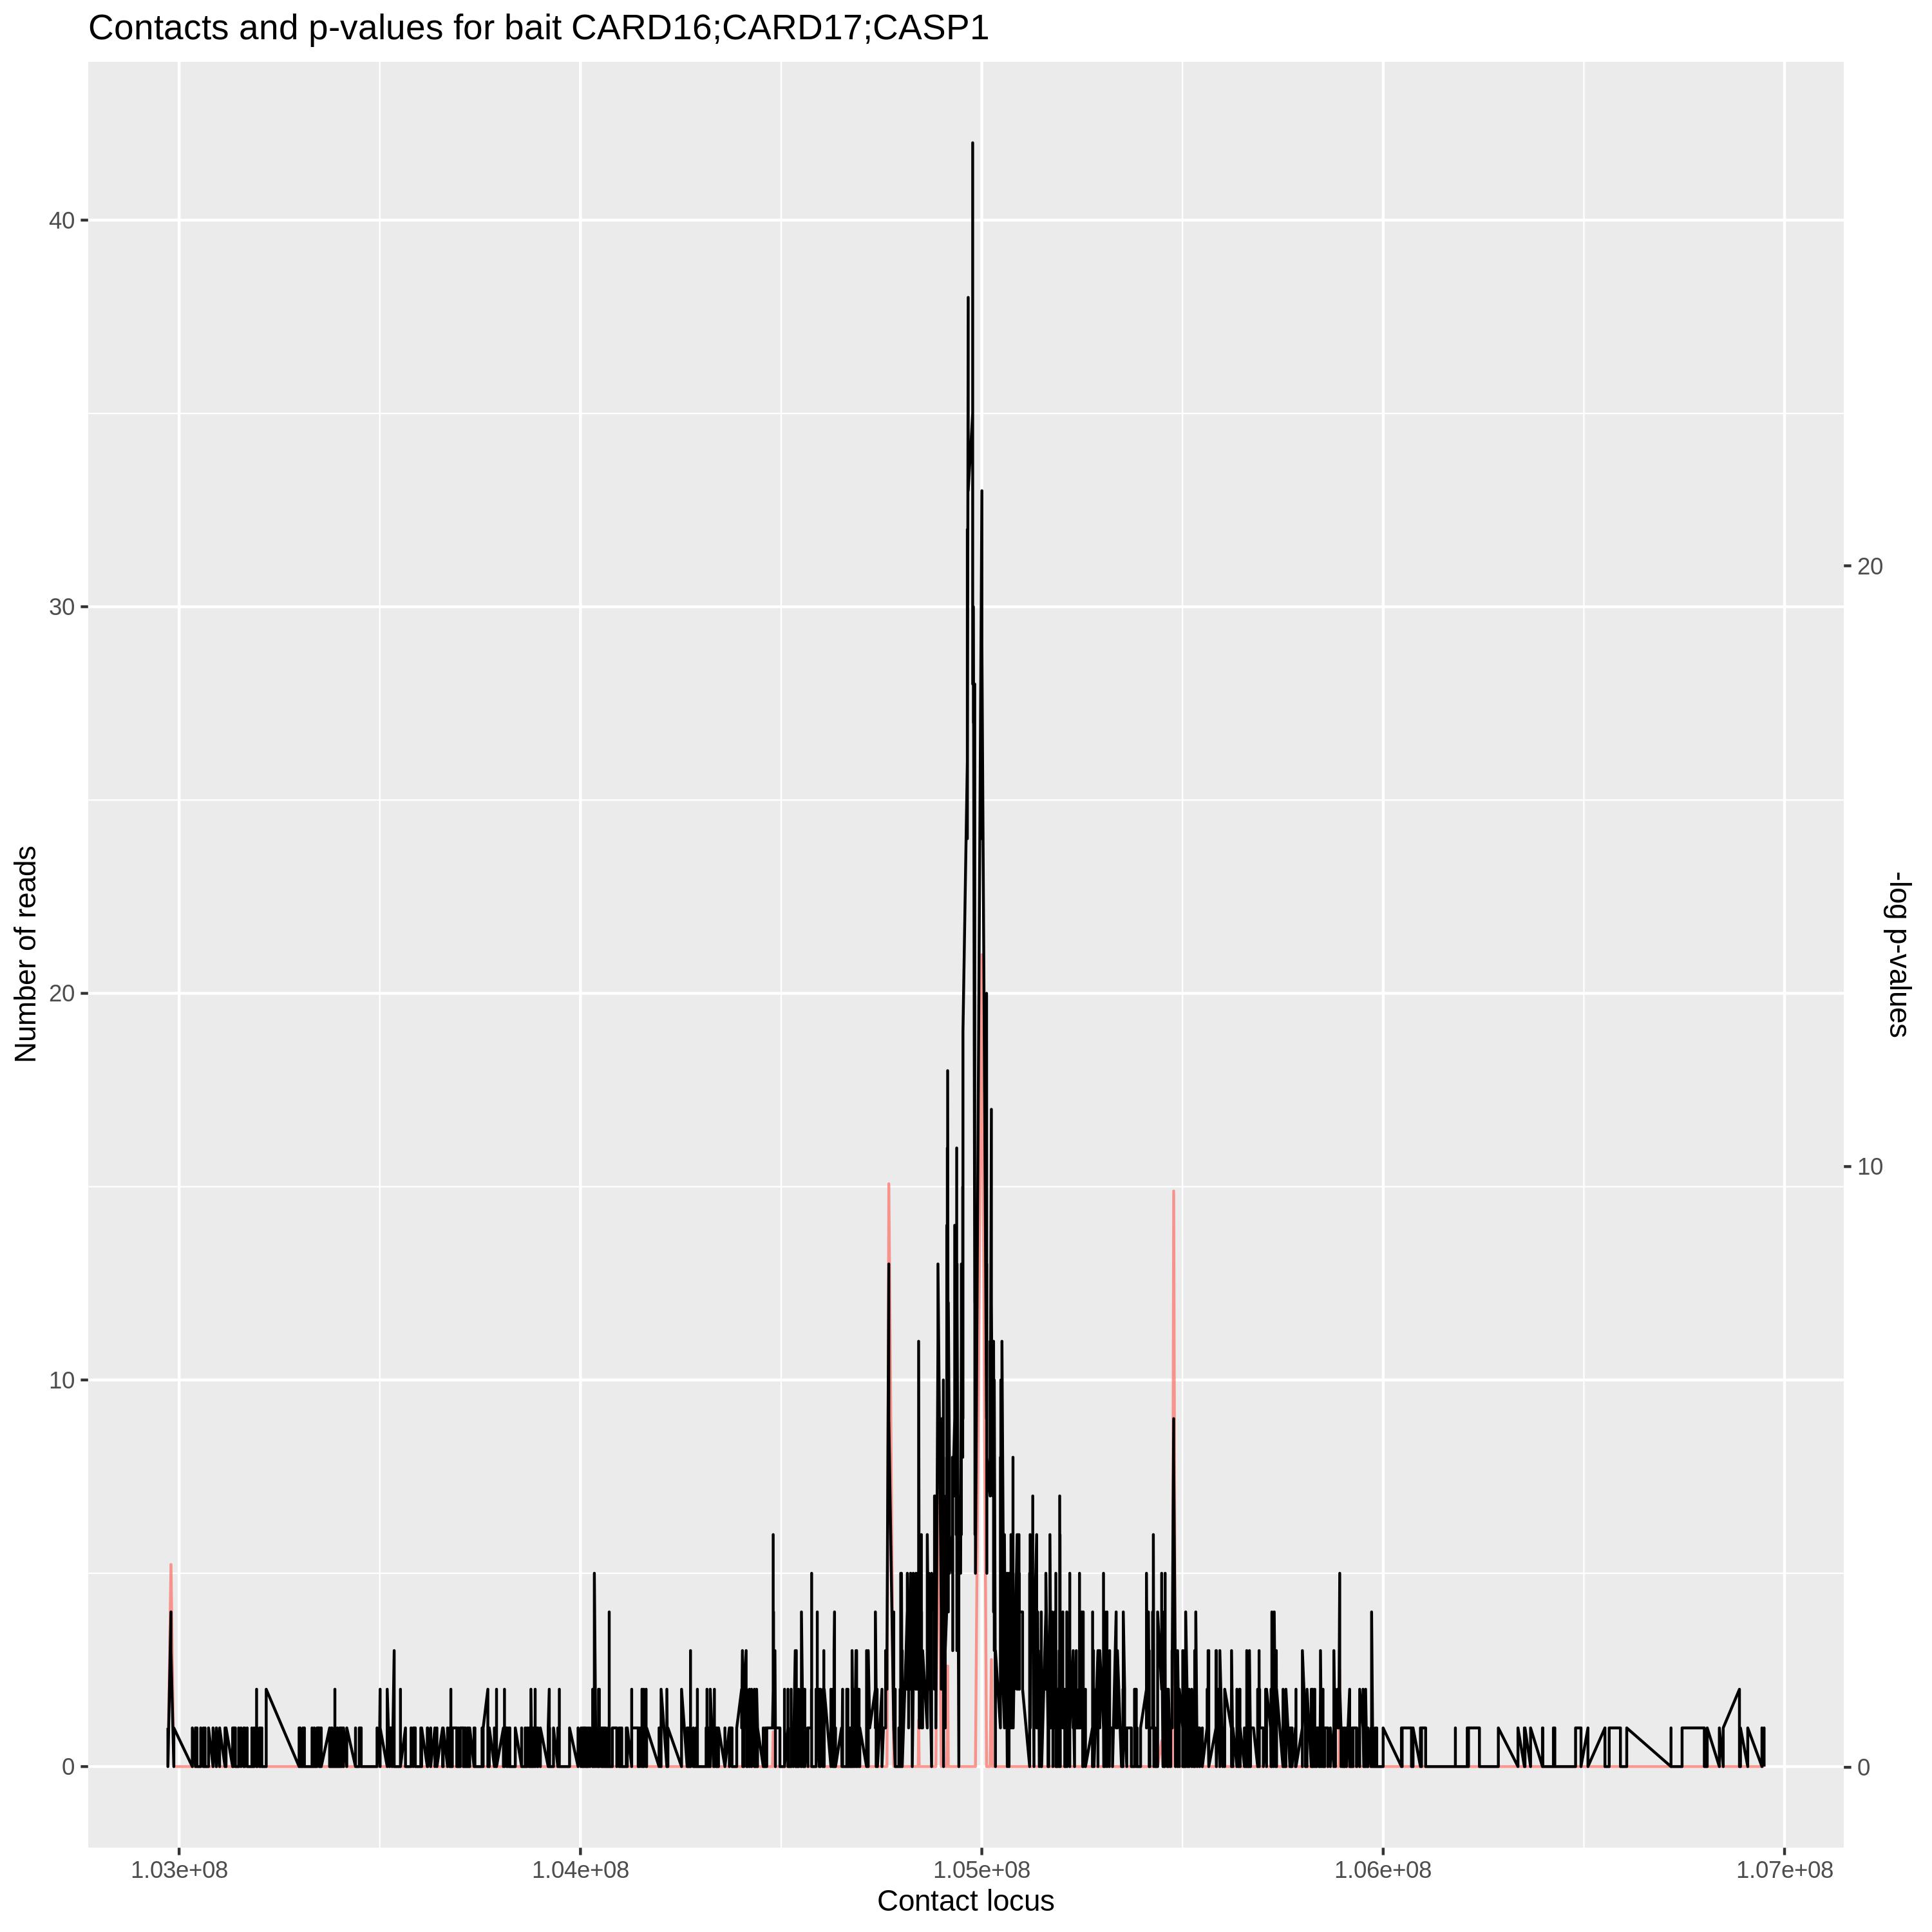 Contacts and p-values for bait CARD16;CARD17;CASP1
40
30
20
10
0
Number of reads
20
10
0
-log p-values
1.03e+08 1.04e+08 1.05e+08 1.06e+08 1.07e+08
Contact locus